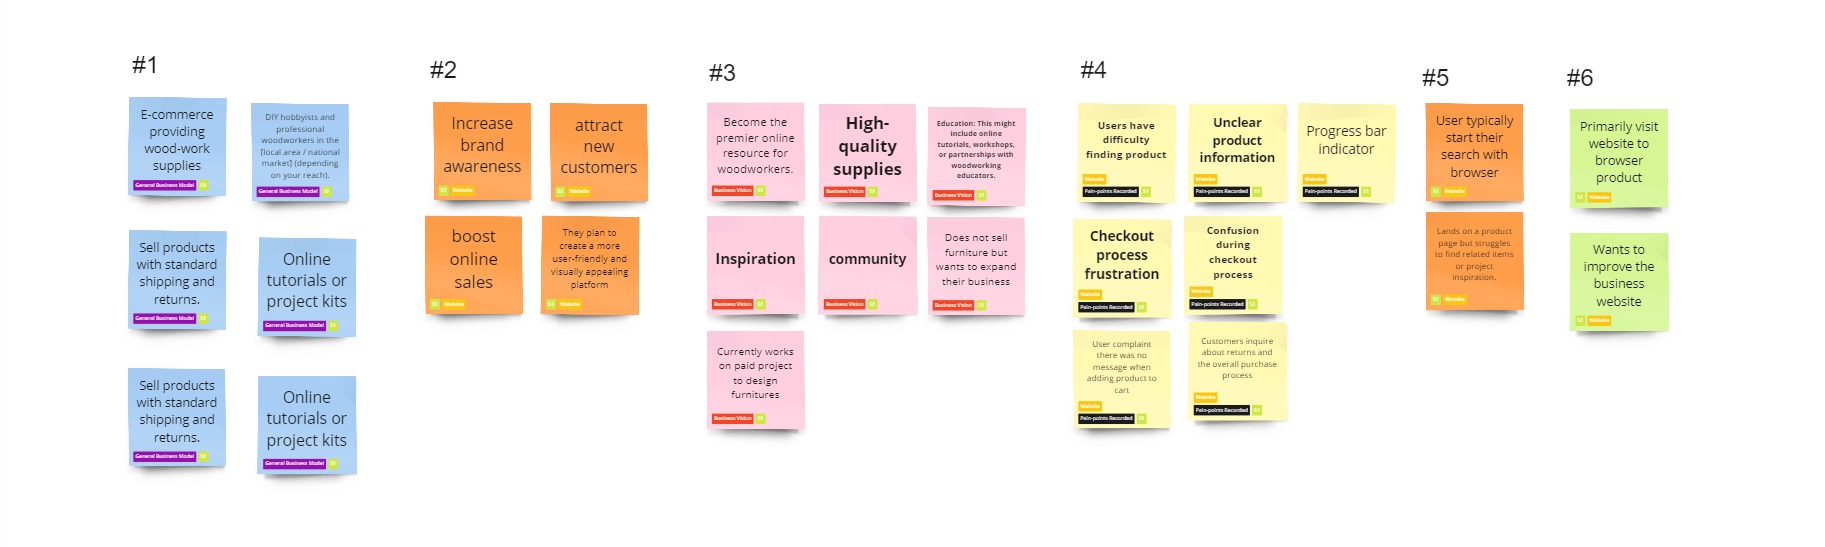 #1
E-commerce
providing
wood-work
supplies
General Business Model
DIY hobbyists and
professional
woodworkers in the
[local area / national
market] (depending
on your reach).
General Business Model
Sell products
with standard
shipping and
returns.
General Business Model
Online
tutorials or
project kits
General Business Model
Sell products
with standard
shipping and
returns.
General Business Model
Online
tutorials or
project kits
General Business Model
#2
Increase
brand
awareness
Website
attract
new
customers
Website
boost
online
sales
Website
They plan to
create a more
user-friendly and
visually appealing
platform
Website
#3
Become the
premier online
resource for
woodworkers.
Business Vision
High-
quality
supplies
Business Vision
Education: This might
include online
tutorials, workshops,
or partnerships with
woodworking
educators.
Business Vision
Inspiration
Business Vision
community
Business Vision
Does not sell
furniture but
wants to expand
their business
Business Vision
Currently works
on paid project
to design
furnitures
Business Vision
#4
Users have
difficulty
finding product
Website
Pain-points Recorded
Unclear
product
information
Website
Pain-points Recorded
Progress bar
indicator
Website
Pain-points Recorded
Checkout
process
frustration
Website
Pain-points Recorded
Confusion
during
checkout
process
Website
Pain-points Recorded
User complaint
there was no
message when
adding product to
cart
Website
Pain-points Recorded
Customers inquire
about returns and
the overall purchase
process
Website
Pain-points Recorded
#5
User typically
start their
search with
browser
Website
Lands on a product
page but struggles
to find related items
or project
inspiration.
Website
#6
Primarily visit
website to
browser
product
Website
Wants to
improve the
business
website
Website